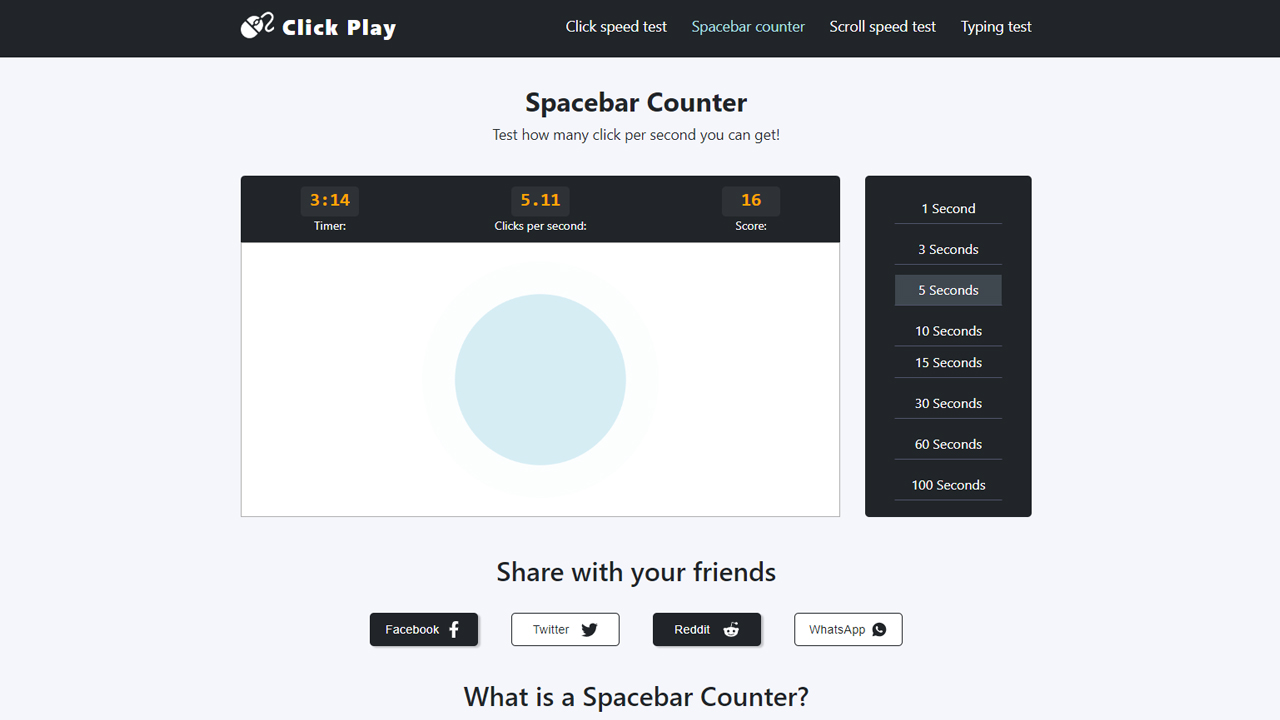 Click Play
Click speed test
Spacebar counter
Scroll speed test
Typing test
Spacebar Counter
Test how many click per second you can get!
3:14
Timer:
5.11
Clicks per second:
16
Score:
1 Second
3 Seconds
5 Seconds
10 Seconds
15 Seconds
30 Seconds
60 Seconds
100 Seconds
Share with your friends
Facebook
Twitter
Reddit
WhatsApp
What is a Spacebar Counter?